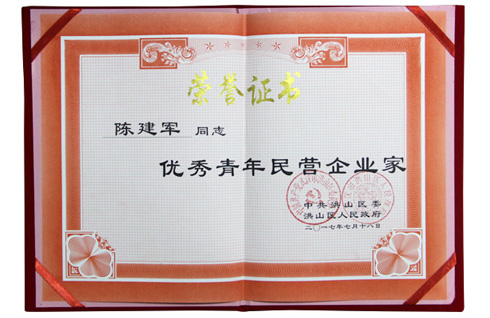 荣誉证书
陈建军 同志
优秀青年民营企业家
中共洪山区委
洪山区人民政府
二〇一七年七月十八日